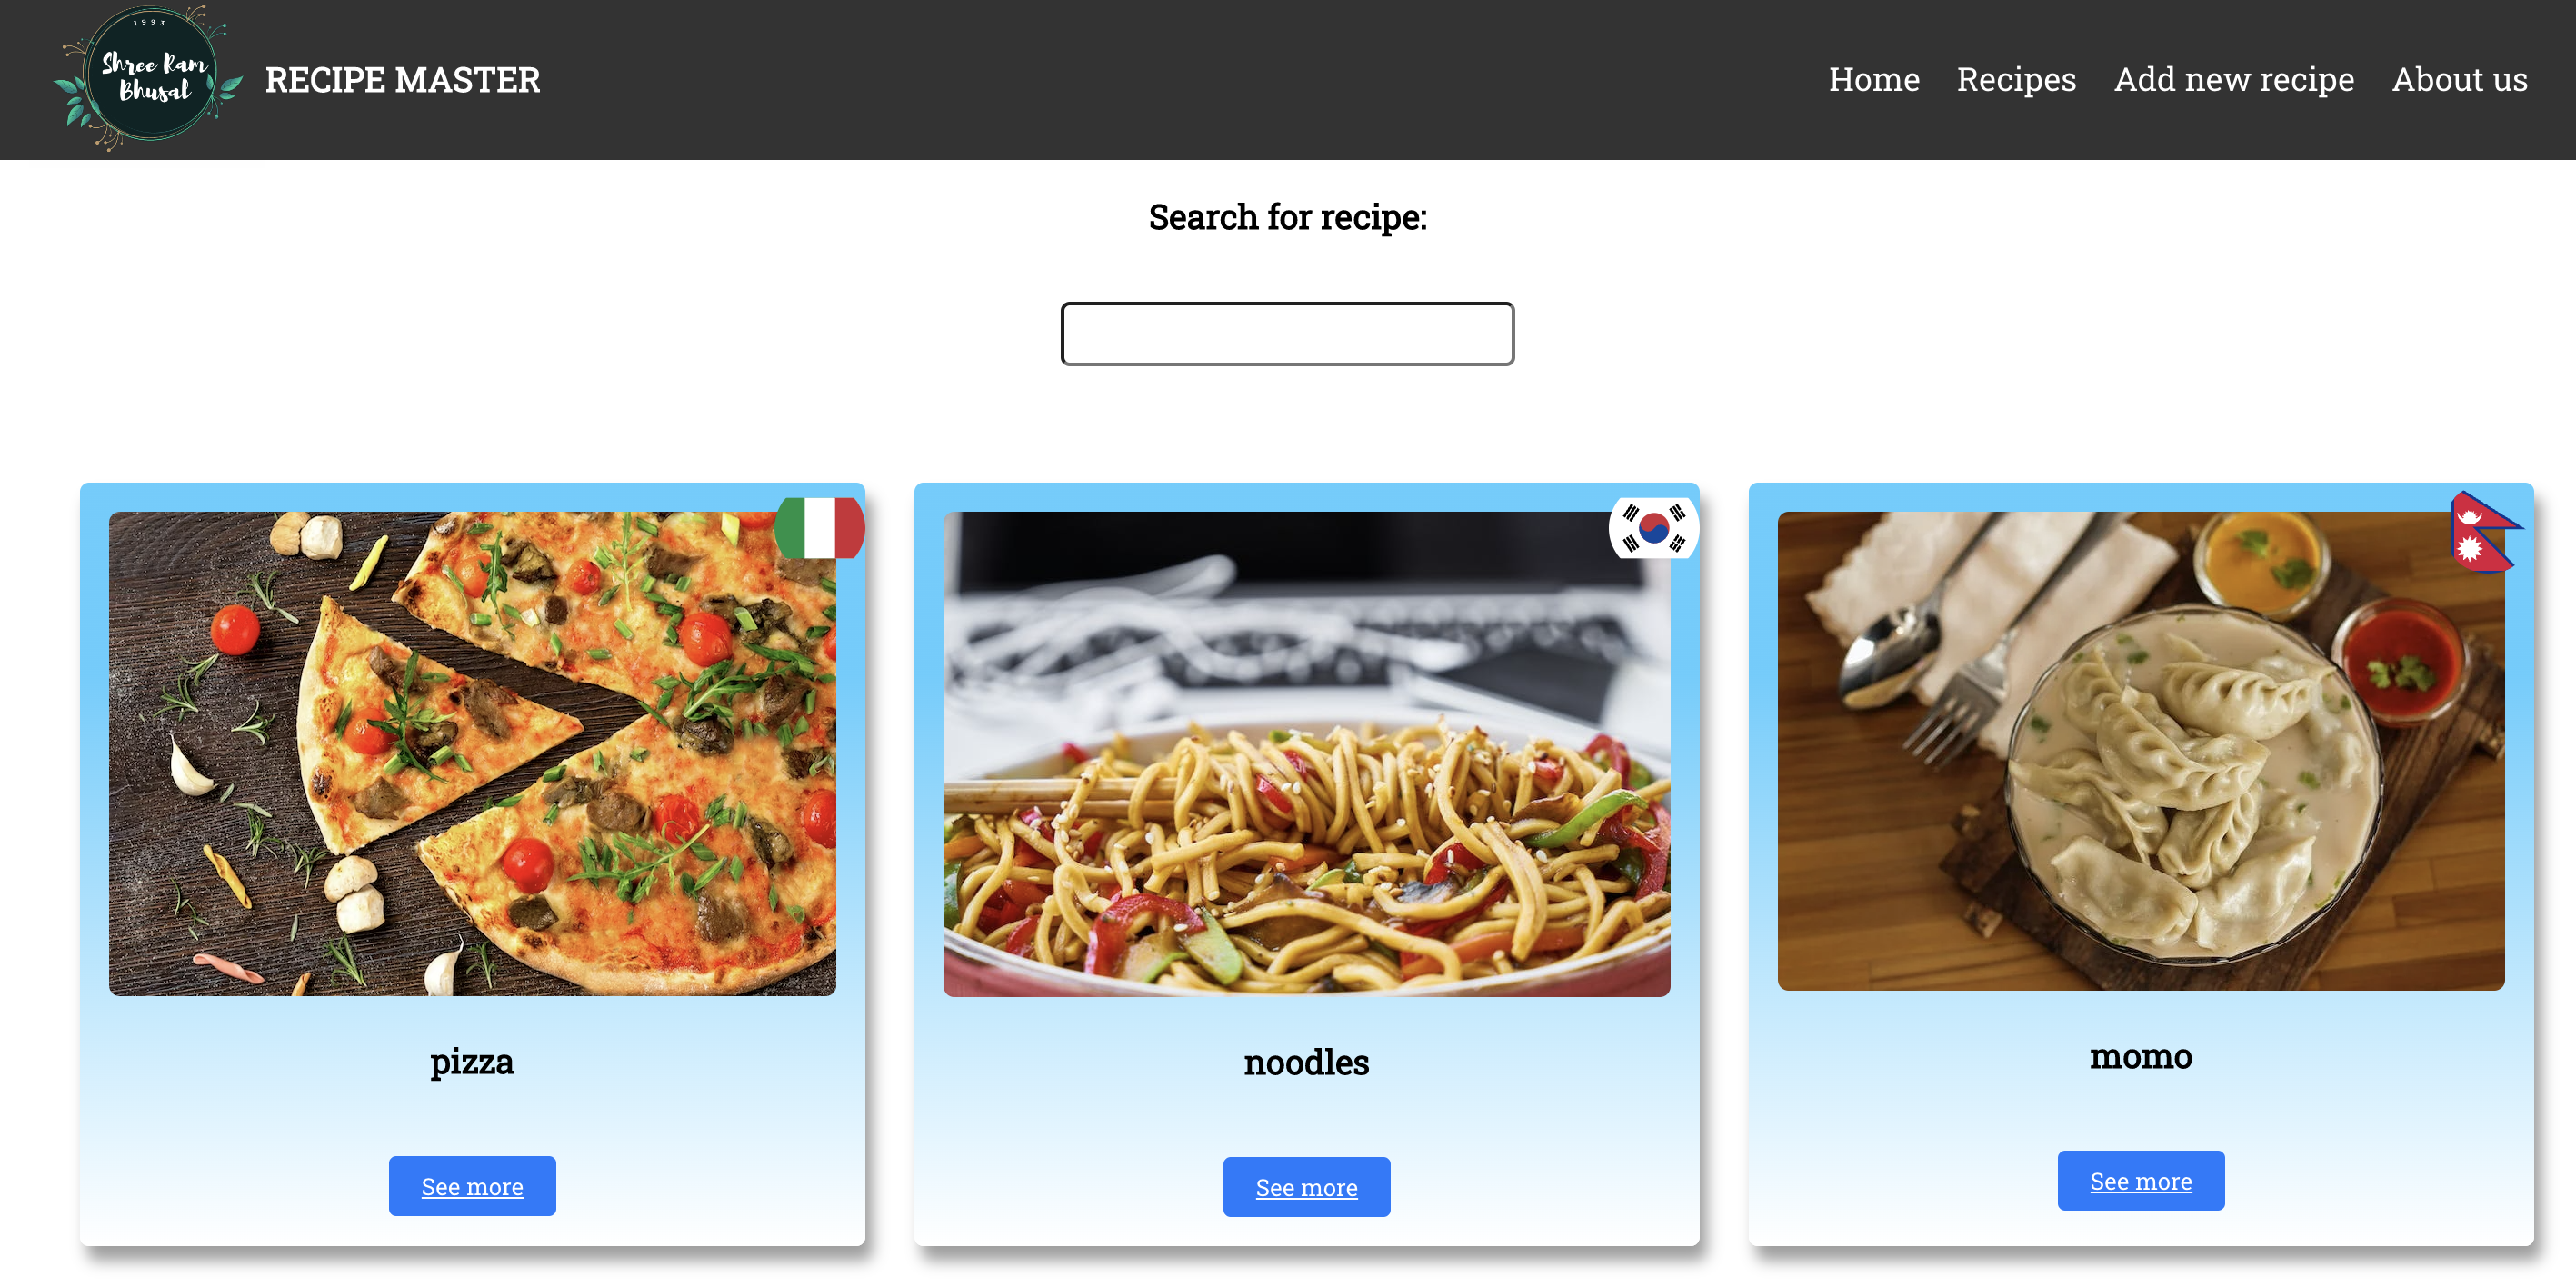 1993
Shree Ram
Bhusal
RECIPE MASTER
Home Recipes Add new recipe About us
Search for recipe:
pizza
noodles
momo
See more
See more
See more